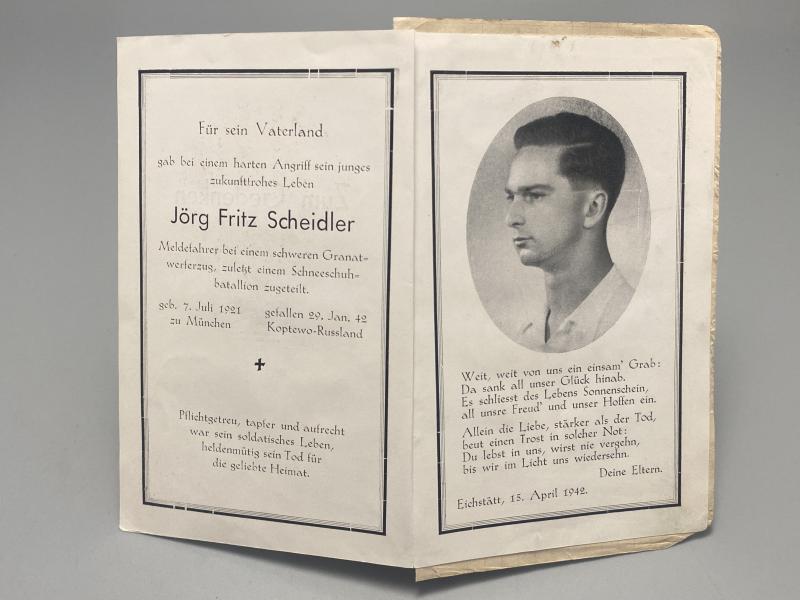 Für sein Vaterland
gab bei einem harten Angriff sein junges
zukunftfrohes Leben
Jörg Fritz Scheidler
Meldefahrer bei einem schweren Granat=
werferzug, zuletzt einem Schneeschuh=
batallion zugeteilt.
geb. 7. Juli 1921
zu München
gefallen 29. Jan. 42
Koptewo-Russland
Pflichtgetreu, tapfer und aufrecht
war sein soldatisches Leben,
heldenmütig sein Tod für
die geliebte Heimat.
Weit, weit von uns ein einsam' Grab:
Da sank all unser Glück hinab.
Es schliesst des Lebens Sonnenschein,
all unsre Freud' und unser Hoffen ein.
Allein die Liebe, stärker als der Tod,
beut einen Trost in solcher Not:
Du lebst in uns, wirst nie vergehn,
bis wir im Licht uns wiedersehn.
Deine Eltern.
Eichstätt, 15. April 1942.